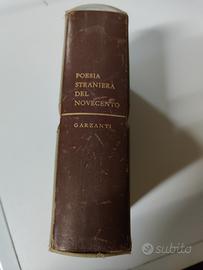 POESIA
STRANIERA
DEL
NOVECENTO
GARZANTI
subito